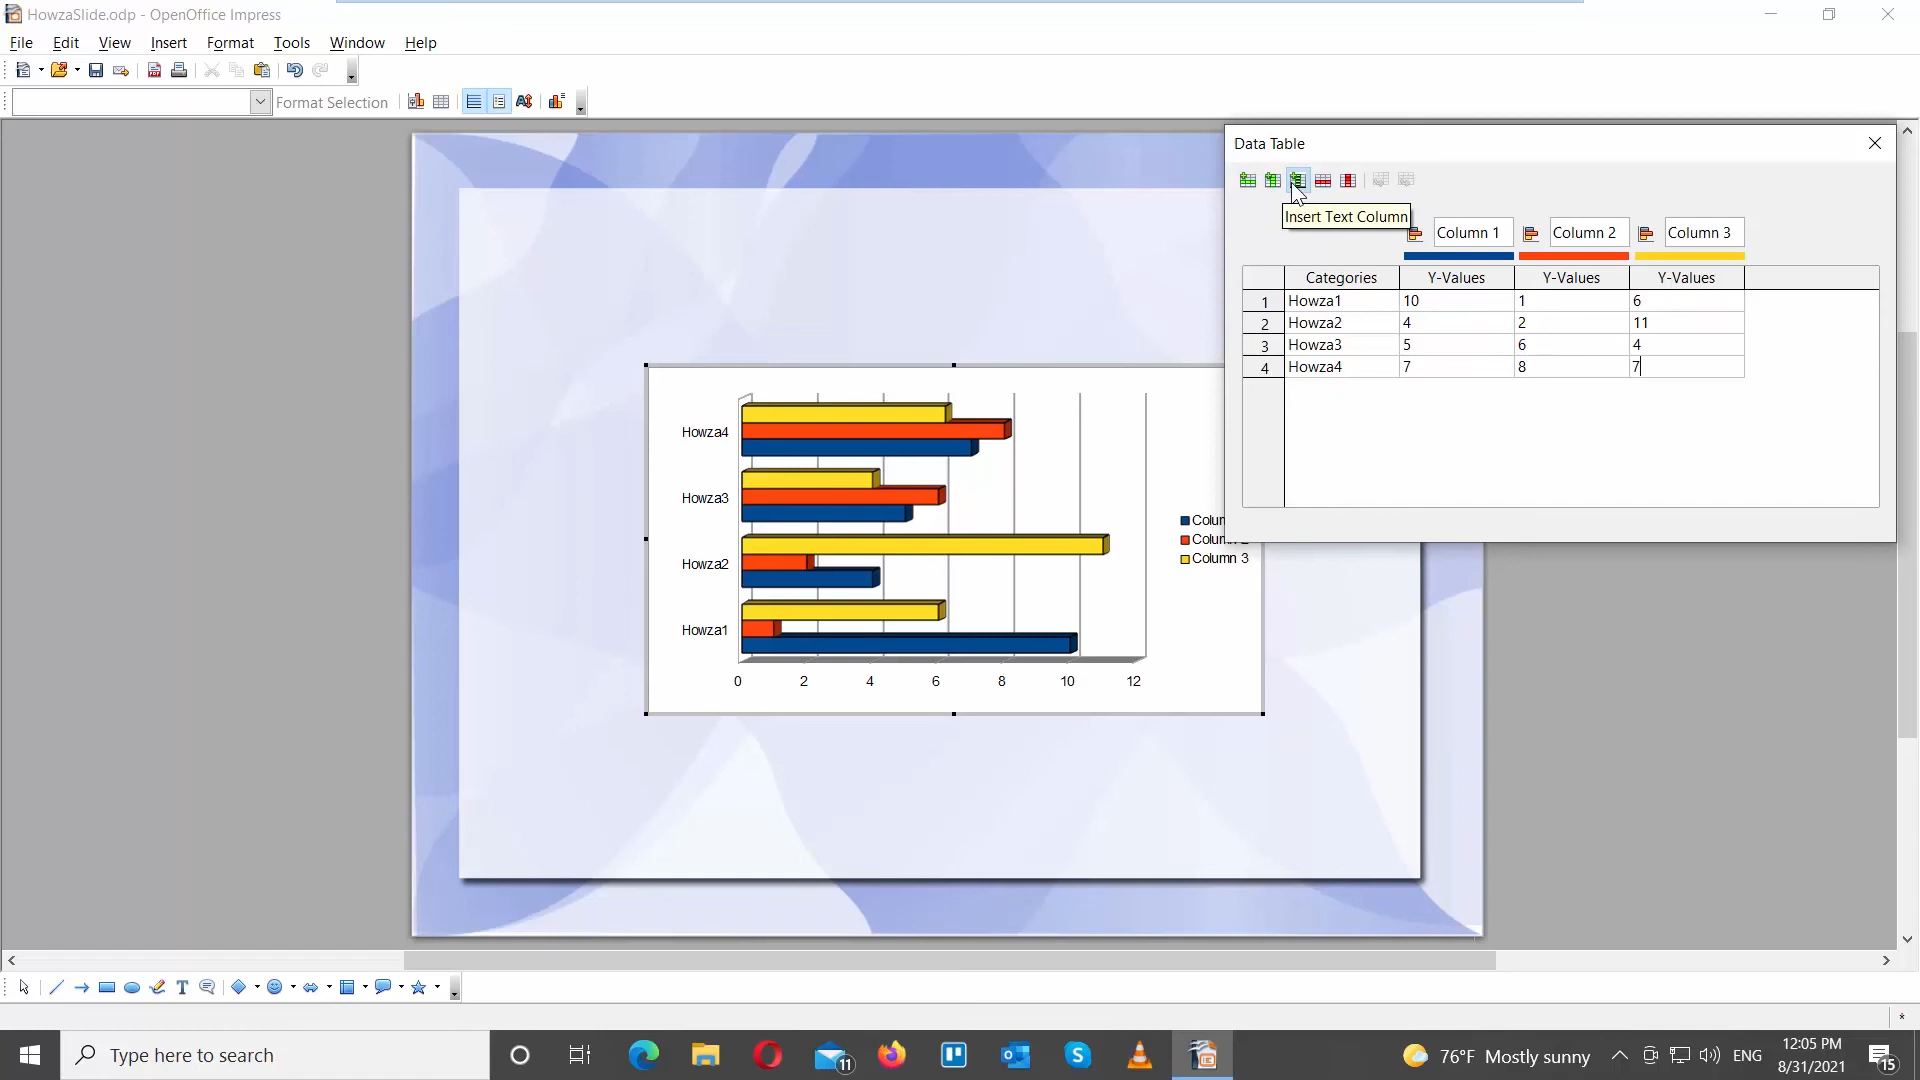 HowzaSlide.odp - OpenOffice Impress
File Edit View Insert Format Tools Window Help
Format Selection
Data Table
Insert Text Column
Column 1 Column 2 Column 3
Categories Y-Values Y-Values Y-Values
1 Howza1 10 1 6
2 Howza2 4 2 11
3 Howza3 5 6 4
4 Howza4 7 8 7
Howza4
Howza3
Howza2
Howza1
0 2 4 6 8 10 12
Column 3
Type here to search
11
76°F Mostly sunny
ENG
12:05 PM
8/31/2021
15